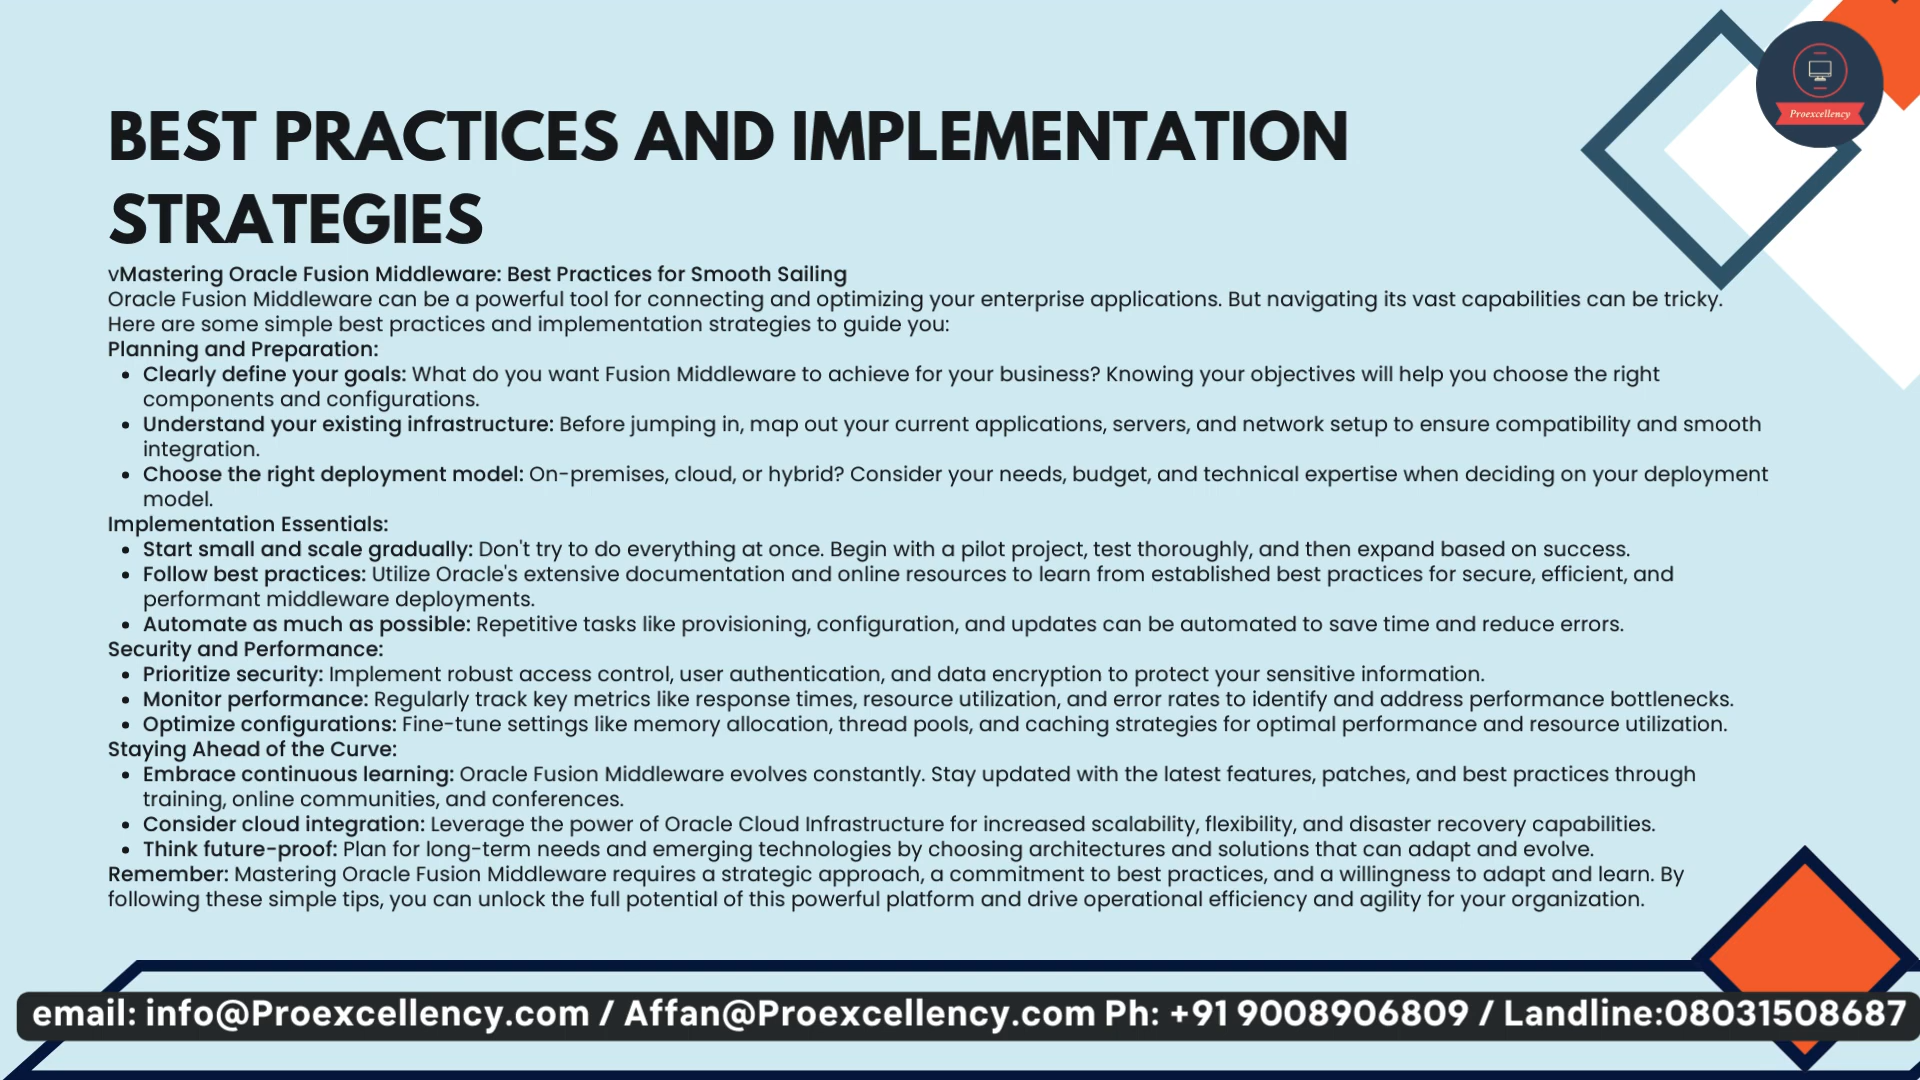 Proexcellency
BEST PRACTICES AND IMPLEMENTATION
STRATEGIES
vMastering Oracle Fusion Middleware: Best Practices for Smooth Sailing
Oracle Fusion Middleware can be a powerful tool for connecting and optimizing your enterprise applications. But navigating its vast capabilities can be tricky.
Here are some simple best practices and implementation strategies to guide you:
Planning and Preparation:
• Clearly define your goals: What do you want Fusion Middleware to achieve for your business? Knowing your objectives will help you choose the right
components and configurations.
• Understand your existing infrastructure: Before jumping in, map out your current applications, servers, and network setup to ensure compatibility and smooth
integration.
• Choose the right deployment model: On-premises, cloud, or hybrid? Consider your needs, budget, and technical expertise when deciding on your deployment
model.
Implementation Essentials:
• Start small and scale gradually: Don't try to do everything at once. Begin with a pilot project, test thoroughly, and then expand based on success.
• Follow best practices: Utilize Oracle's extensive documentation and online resources to learn from established best practices for secure, efficient, and
performant middleware deployments.
• Automate as much as possible: Repetitive tasks like provisioning, configuration, and updates can be automated to save time and reduce errors.
Security and Performance:
• Prioritize security: Implement robust access control, user authentication, and data encryption to protect your sensitive information.
• Monitor performance: Regularly track key metrics like response times, resource utilization, and error rates to identify and address performance bottlenecks.
• Optimize configurations: Fine-tune settings like memory allocation, thread pools, and caching strategies for optimal performance and resource utilization.
Staying Ahead of the Curve:
• Embrace continuous learning: Oracle Fusion Middleware evolves constantly. Stay updated with the latest features, patches, and best practices through
training, online communities, and conferences.
• Consider cloud integration: Leverage the power of Oracle Cloud Infrastructure for increased scalability, flexibility, and disaster recovery capabilities.
• Think future-proof: Plan for long-term needs and emerging technologies by choosing architectures and solutions that can adapt and evolve.
Remember: Mastering Oracle Fusion Middleware requires a strategic approach, a commitment to best practices, and a willingness to adapt and learn. By
following these simple tips, you can unlock the full potential of this powerful platform and drive operational efficiency and agility for your organization.
email: info@Proexcellency.com / Affan@Proexcellency.com Ph: +91 9008906809 / Landline:08031508687